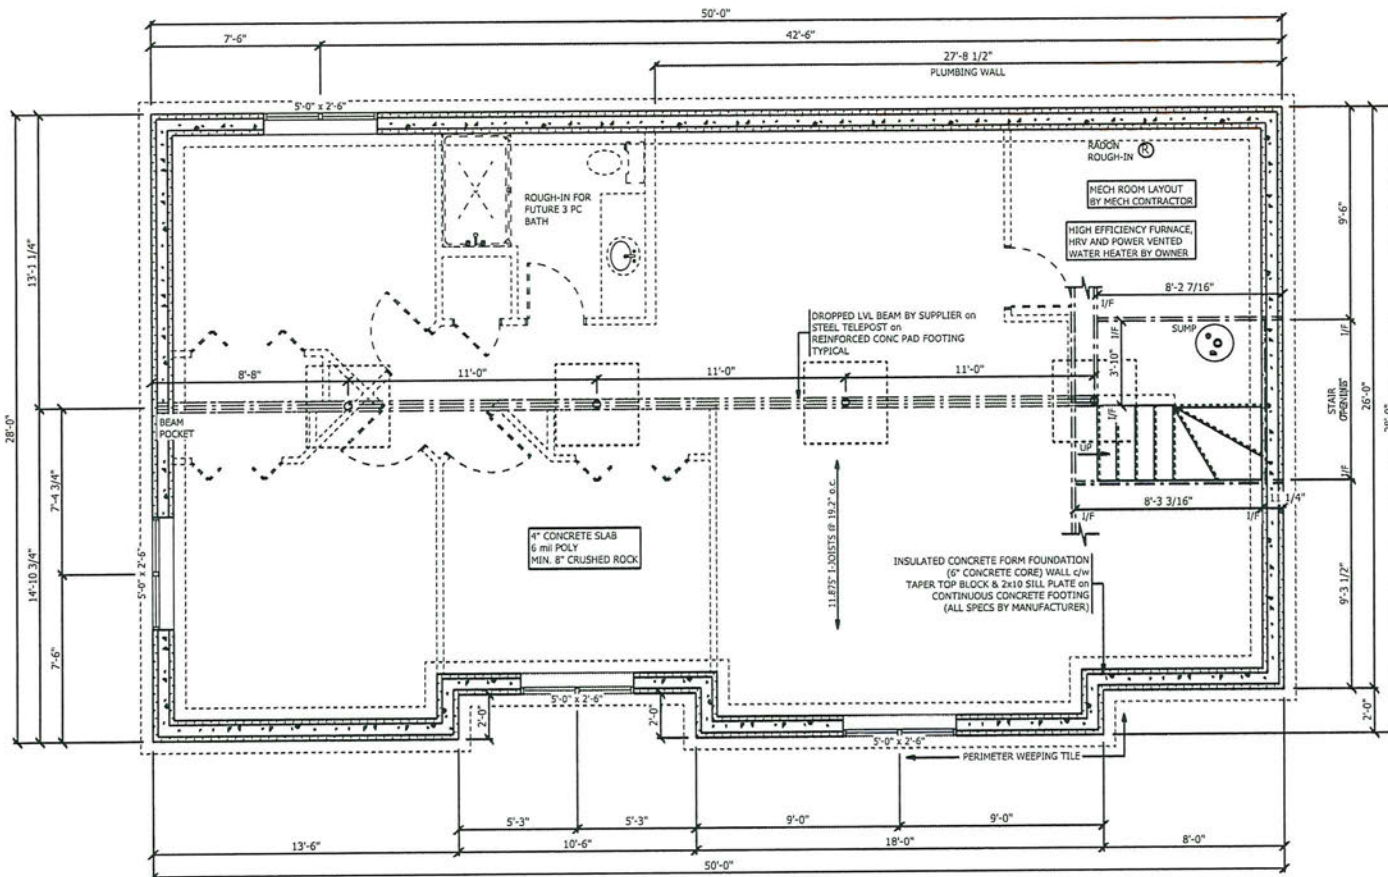 50'-0"
7'-6"
42'-6"
27'-8 1/2"
PLUMBING WALL
5'-0" x 2'-6"
RADON
ROUGH-IN
R
MECH ROOM LAYOUT
BY MECH CONTRACTOR
HIGH EFFICIENCY FURNACE,
HRV AND POWER VENTED
WATER HEATER BY OWNER
ROUGH-IN FOR
FUTURE 3 PC
BATH
9'-6"
13'-1 1/4"
8'-2 7/16"
I/F
DROPPED LVL BEAM BY SUPPLIER on
STEEL TELEPOST on
REINFORCED CONC PAD FOOTING
TYPICAL
SUMP
I/F
I/F
3'-10"
8'-8"
11'-0"
11'-0"
11'-0"
STAIR
26'-0"
28'-0"
BEAM
POCKET
I/F
UP
I/F
7'-4 3/4"
14'-10 3/4"
8'-3 3/16"
11 1/4"
I/F
I/F
4" CONCRETE SLAB
6 mil POLY
MIN. 8" CRUSHED ROCK
11.875" I-JOISTS @ 19.2" o.c.
INSULATED CONCRETE FORM FOUNDATION
(6" CONCRETE CORE) WALL c/w
TAPER TOP BLOCK & 2x10 SILL PLATE on
CONTINUOUS CONCRETE FOOTING
(ALL SPECS BY MANUFACTURER)
5'-0" x 2'-6"
9'-3 1/2"
7'-6"
5'-0" x 2'-6"
2'-0"
2'-0"
2'-0"
5'-0" x 2'-6"
PERIMETER WEEPING TILE
5'-3"
5'-3"
9'-0"
9'-0"
13'-6"
10'-6"
18'-0"
8'-0"
50'-0"